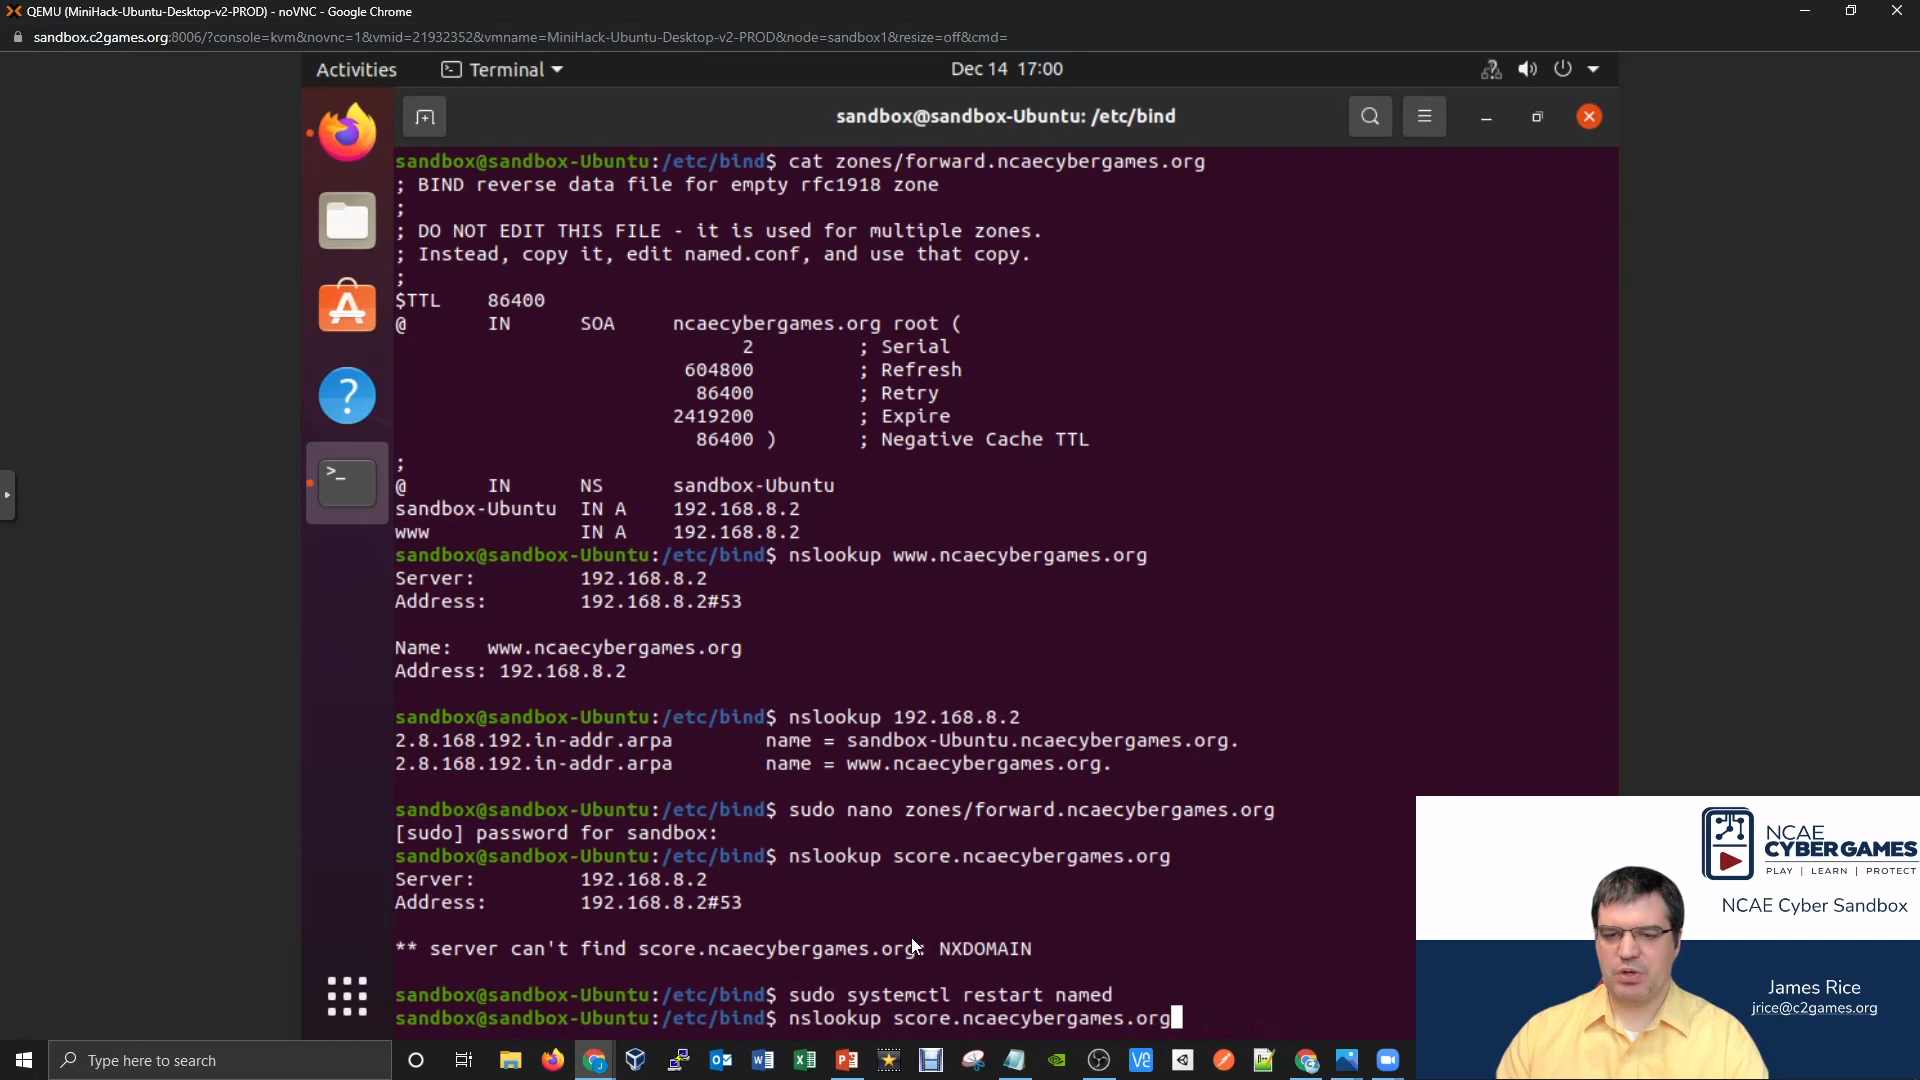 QEMU (MiniHack-Ubuntu-Desktop-v2-PROD) - noVNC - Google Chrome
sandbox.c2games.org:8006/?console=kvm&novnc=1&vmid=21932352&vmname=MiniHack-Ubuntu-Desktop-v2-PROD&node=sandbox1&resize=off&cmd=
Activities Terminal Dec 14 17:00
sandbox@sandbox-Ubuntu: /etc/bind
sandbox@sandbox-Ubuntu:/etc/bind$ cat zones/forward.ncaecybergames.org
; BIND reverse data file for empty rfc1918 zone
;
; DO NOT EDIT THIS FILE - it is used for multiple zones.
; Instead, copy it, edit named.conf, and use that copy.
;
$TTL 86400
@ IN SOA ncaecybergames.org root (
2 ; Serial
604800 ; Refresh
86400 ; Retry
2419200 ; Expire
86400 ) ; Negative Cache TTL
;
@ IN NS sandbox-Ubuntu
sandbox-Ubuntu IN A 192.168.8.2
www IN A 192.168.8.2
sandbox@sandbox-Ubuntu:/etc/bind$ nslookup www.ncaecybergames.org
Server: 192.168.8.2
Address: 192.168.8.2#53
Name: www.ncaecybergames.org
Address: 192.168.8.2
sandbox@sandbox-Ubuntu:/etc/bind$ nslookup 192.168.8.2
2.8.168.192.in-addr.arpa name = sandbox-Ubuntu.ncaecybergames.org.
2.8.168.192.in-addr.arpa name = www.ncaecybergames.org.
sandbox@sandbox-Ubuntu:/etc/bind$ sudo nano zones/forward.ncaecybergames.org
[sudo] password for sandbox:
sandbox@sandbox-Ubuntu:/etc/bind$ nslookup score.ncaecybergames.org
Server: 192.168.8.2
Address: 192.168.8.2#53
** server can't find score.ncaecybergames.org: NXDOMAIN
sandbox@sandbox-Ubuntu:/etc/bind$ sudo systemctl restart named
sandbox@sandbox-Ubuntu:/etc/bind$ nslookup score.ncaecybergames.org
NCAE
CYBERGAMES
PLAY | LEARN | PROTECT
NCAE Cyber Sandbox
James Rice
jrice@c2games.org
Type here to search